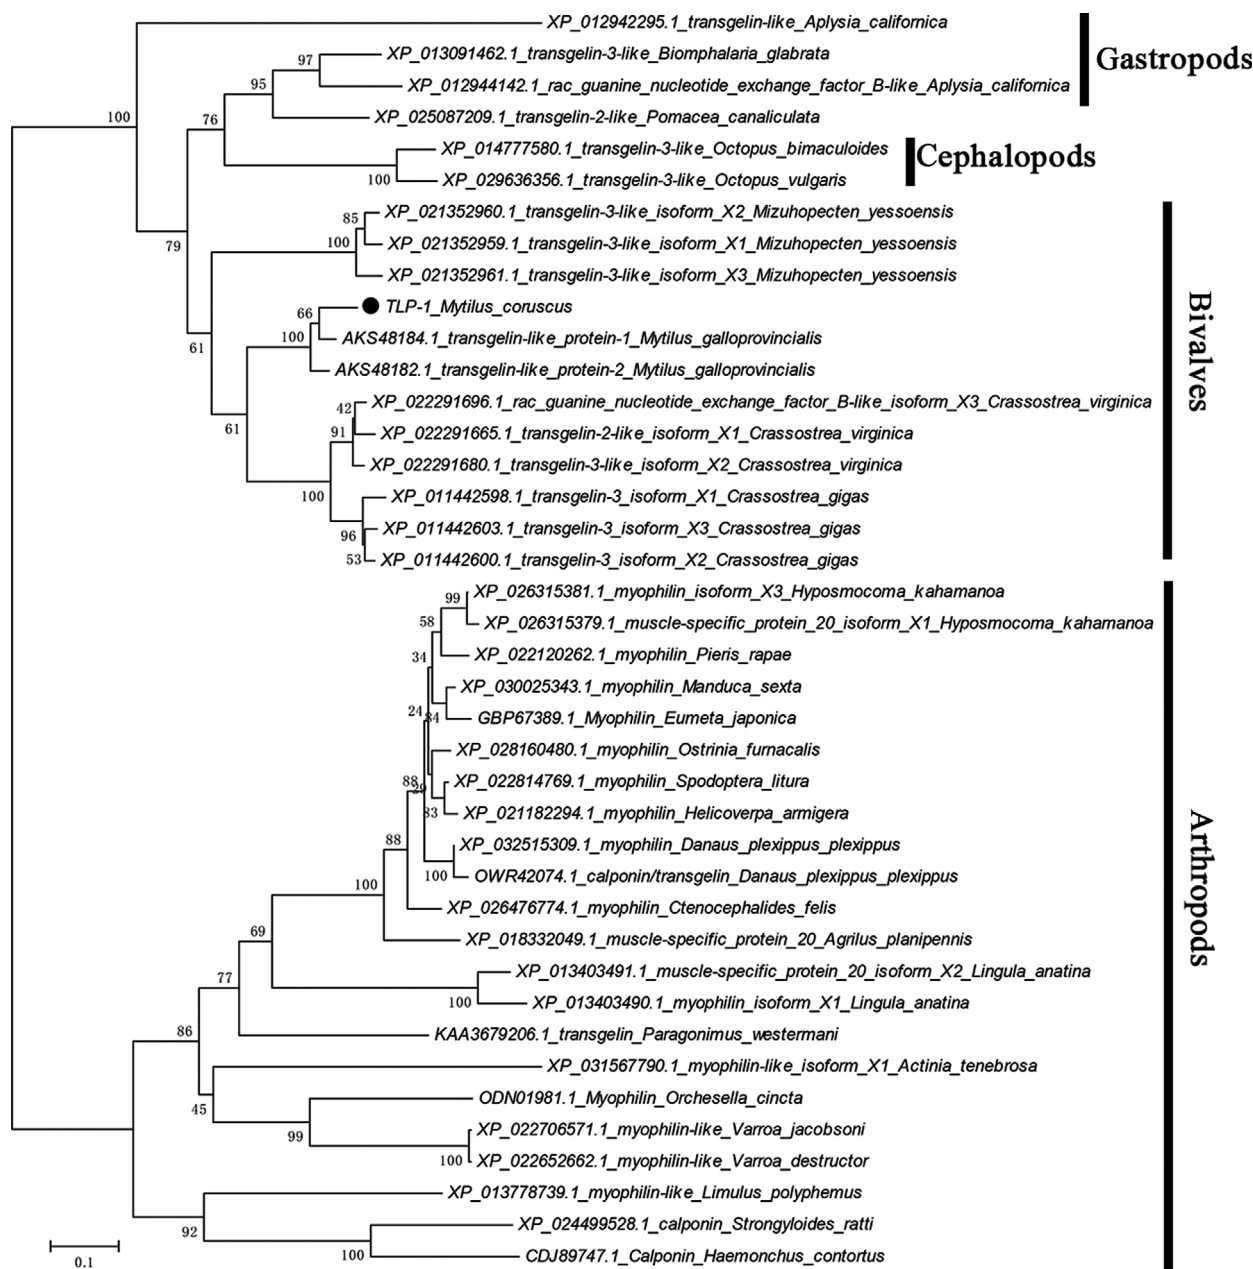 XP_012942295.1_transgelin-like_Aplysia_californica
XP_013091462.1_transgelin-3-like_Biomphalaria_glabrata
XP_012944142.1_rac_guanine_nucleotide_exchange_factor_B-like_Aplysia_californica
XP_025087209.1_transgelin-2-like_Pomacea_canaliculata
Gastropods
XP_014777580.1_transgelin-3-like_Octopus_bimaculoides
XP_029636356.1_transgelin-3-like_Octopus_vulgaris
Cephalopods
XP_021352960.1_transgelin-3-like_isoform_X2_Mizuhopecten_yessoensis
XP_021352959.1_transgelin-3-like_isoform_X1_Mizuhopecten_yessoensis
XP_021352961.1_transgelin-3-like_isoform_X3_Mizuhopecten_yessoensis
TLP-1_Mytilus_coruscus
AKS48184.1_transgelin-like_protein-1_Mytilus_galloprovincialis
AKS48182.1_transgelin-like_protein-2_Mytilus_galloprovincialis
XP_022291696.1_rac_guanine_nucleotide_exchange_factor_B-like_isoform_X3_Crassostrea_virginica
XP_022291665.1_transgelin-2-like_isoform_X1_Crassostrea_virginica
XP_022291680.1_transgelin-3-like_isoform_X2_Crassostrea_virginica
XP_011442598.1_transgelin-3_isoform_X1_Crassostrea_gigas
XP_011442603.1_transgelin-3_isoform_X3_Crassostrea_gigas
XP_011442600.1_transgelin-3_isoform_X2_Crassostrea_gigas
Bivalves
XP_026315381.1_myophilin_isoform_X3_Hyposmocoma_kahamanoa
XP_026315379.1_muscle-specific_protein_20_isoform_X1_Hyposmocoma_kahamanoa
XP_022120262.1_myophilin_Pieris_rapae
XP_030025343.1_myophilin_Manduca_sexta
GBP67389.1_Myophilin_Eumeta_japonica
XP_028160480.1_myophilin_Ostrinia_furnacalis
XP_022814769.1_myophilin_Spodoptera_litura
XP_021182294.1_myophilin_Helicoverpa_armigera
XP_032515309.1_myophilin_Danaus_plexippus_plexippus
OWR42074.1_calponin/transgelin_Danaus_plexippus_plexippus
XP_026476774.1_myophilin_Ctenocephalides_felis
XP_018332049.1_muscle-specific_protein_20_Agrilus_planipennis
XP_013403491.1_muscle-specific_protein_20_isoform_X2_Lingula_anatina
XP_013403490.1_myophilin_isoform_X1_Lingula_anatina
KAA3679206.1_transgelin_Paragonimus_westermani
XP_031567790.1_myophilin-like_isoform_X1_Actinia_tenebrosa
ODN01981.1_Myophilin_Orchesella_cincta
XP_022706571.1_myophilin-like_Varroa_jacobsoni
XP_022652662.1_myophilin-like_Varroa_destructor
XP_013778739.1_myophilin-like_Limulus_polyphemus
XP_024499528.1_calponin_Strongyloides_ratti
CDJ89747.1_Calponin_Haemonchus_contortus
Arthropods
100
97
95
76
100
79
85
100
66
100
61
61
42
91
100
96
53
99
58
34
24
88
83
100
88
100
69
100
77
86
45
99
100
92
100
0.1